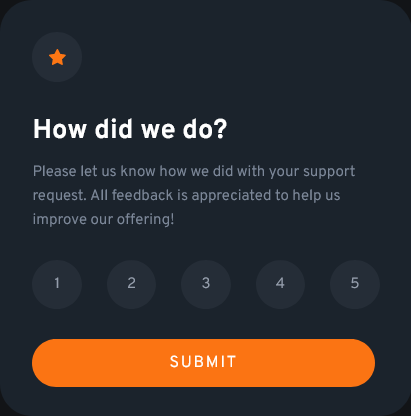 How did we do?
Please let us know how we did with your support
request. All feedback is appreciated to help us
improve our offering!
1 2 3 4 5
SUBMIT